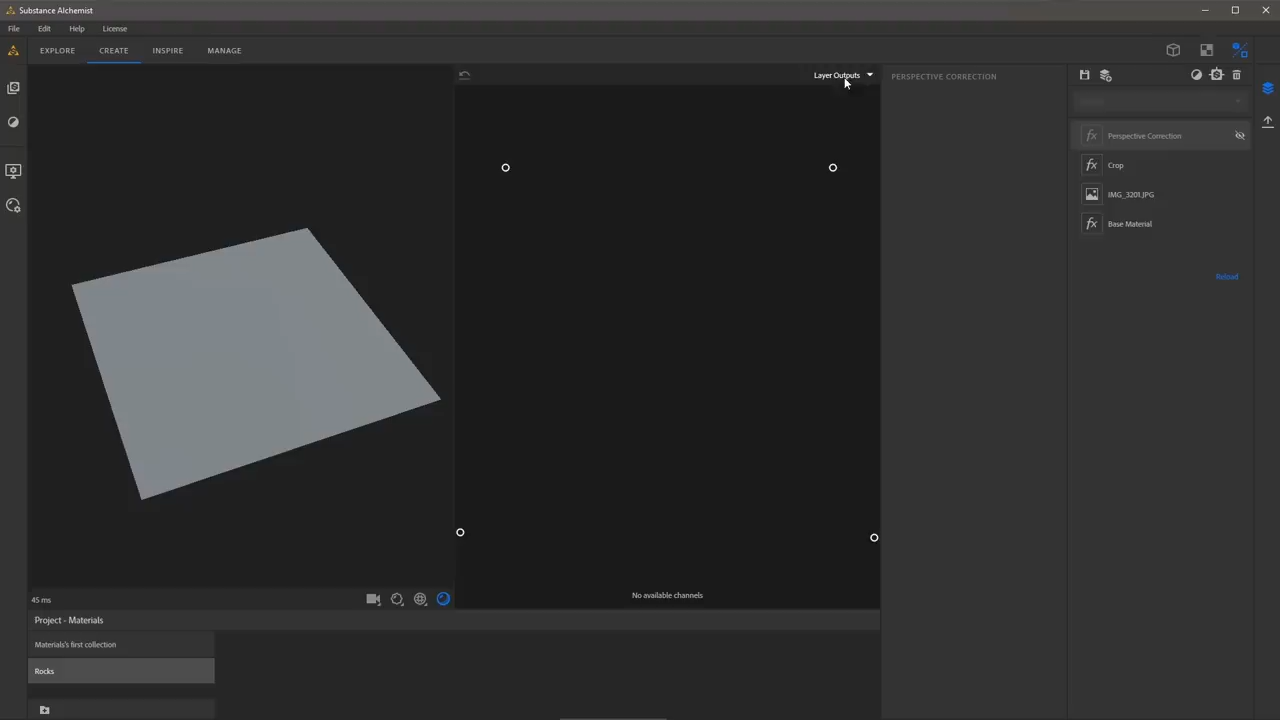 Substance Alchemist
File Edit Help License
EXPLORE CREATE INSPIRE MANAGE
Layer Outputs
PERSPECTIVE CORRECTION
Perspective Correction
Crop
IMG_3201.JPG
Base Material
Reload
No available channels
45 ms
Project - Materials
Materials's first collection
Rocks